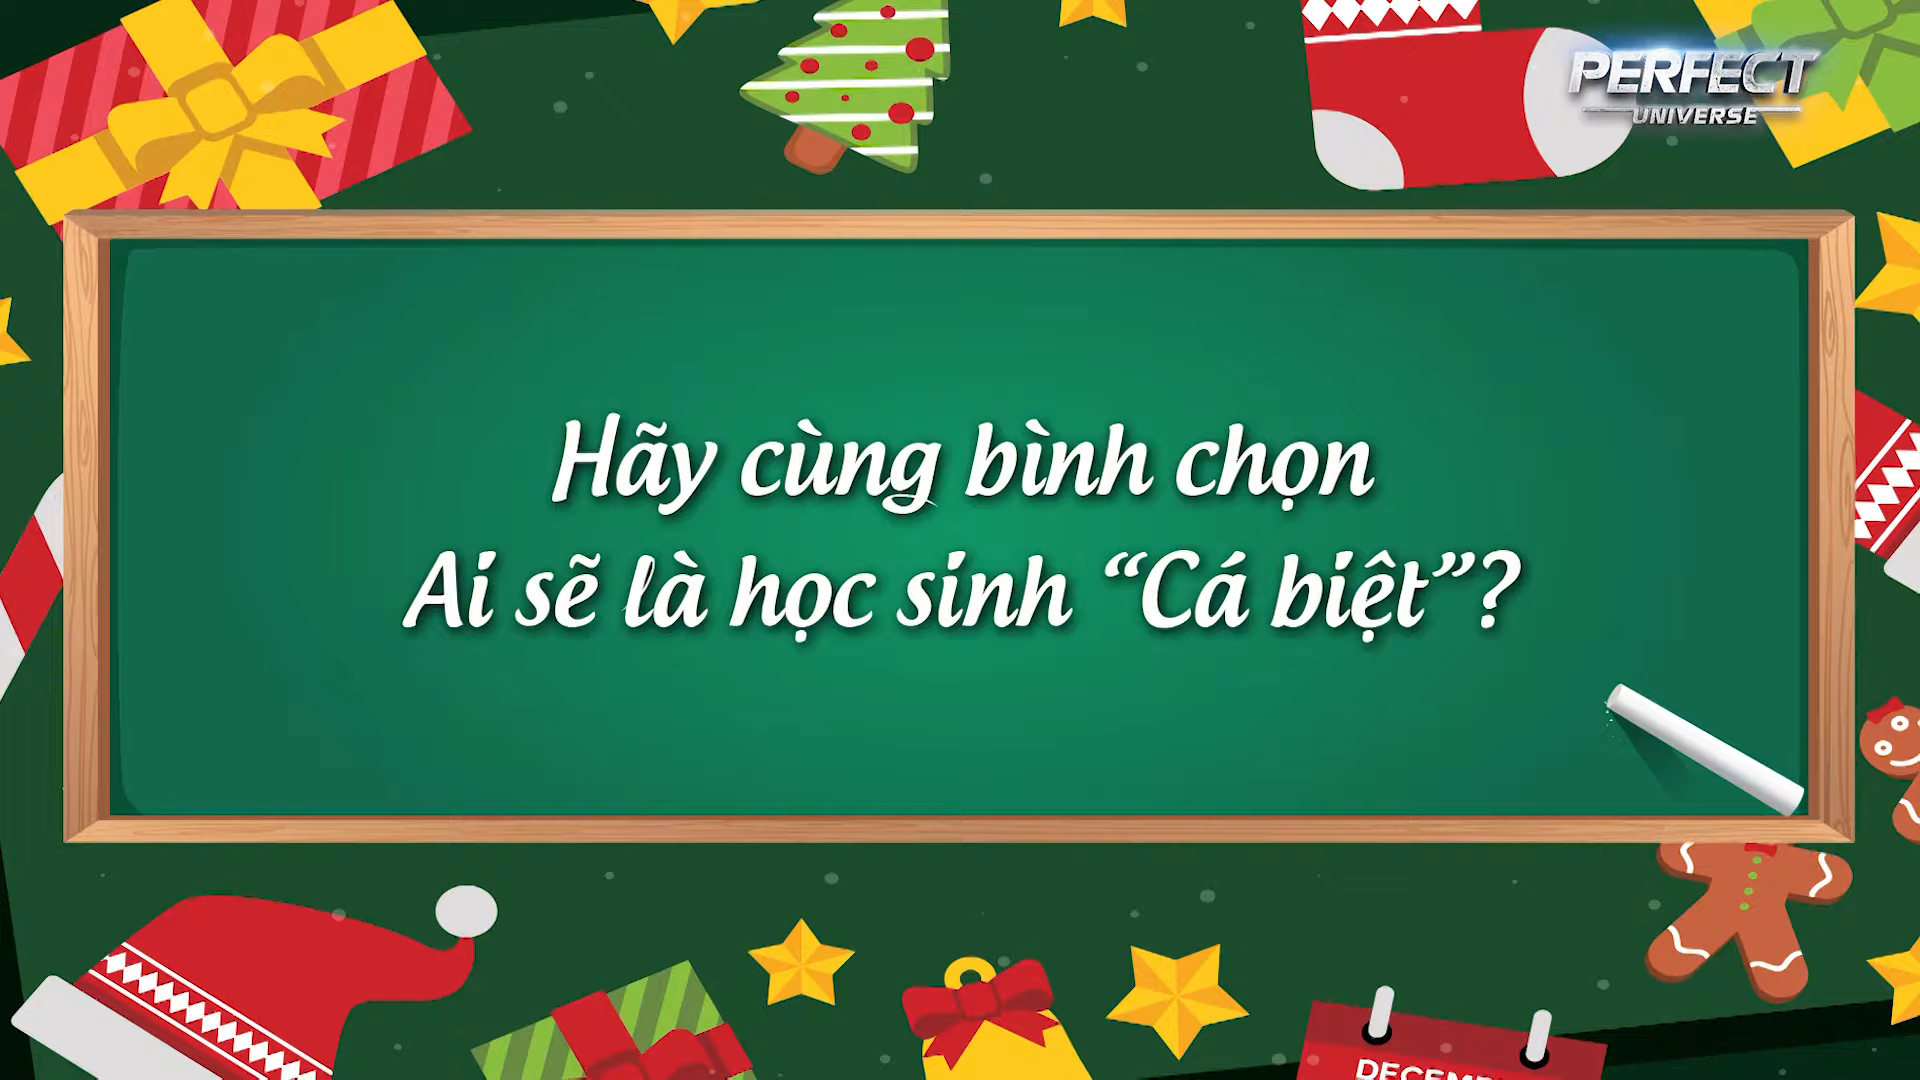 PERFECT
UNIVERSE
Hãy cùng bình chọn
Ai sẽ là học sinh “Cá biệt”?